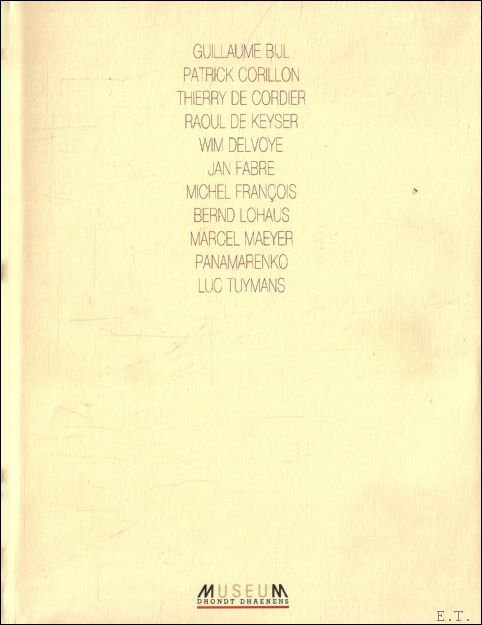 GUILLAUME BIJL
PATRICK CORILLON
THIERRY DE CORDIER
RAOUL DE KEYSER
WIM DELVOYE
JAN FABRE
MICHEL FRANÇOIS
BERND LOHAUS
MARCEL MAEYER
PANAMARENKO
LUC TUYMANS
MUSEUM
DHONDT DHAENENS
E.T.